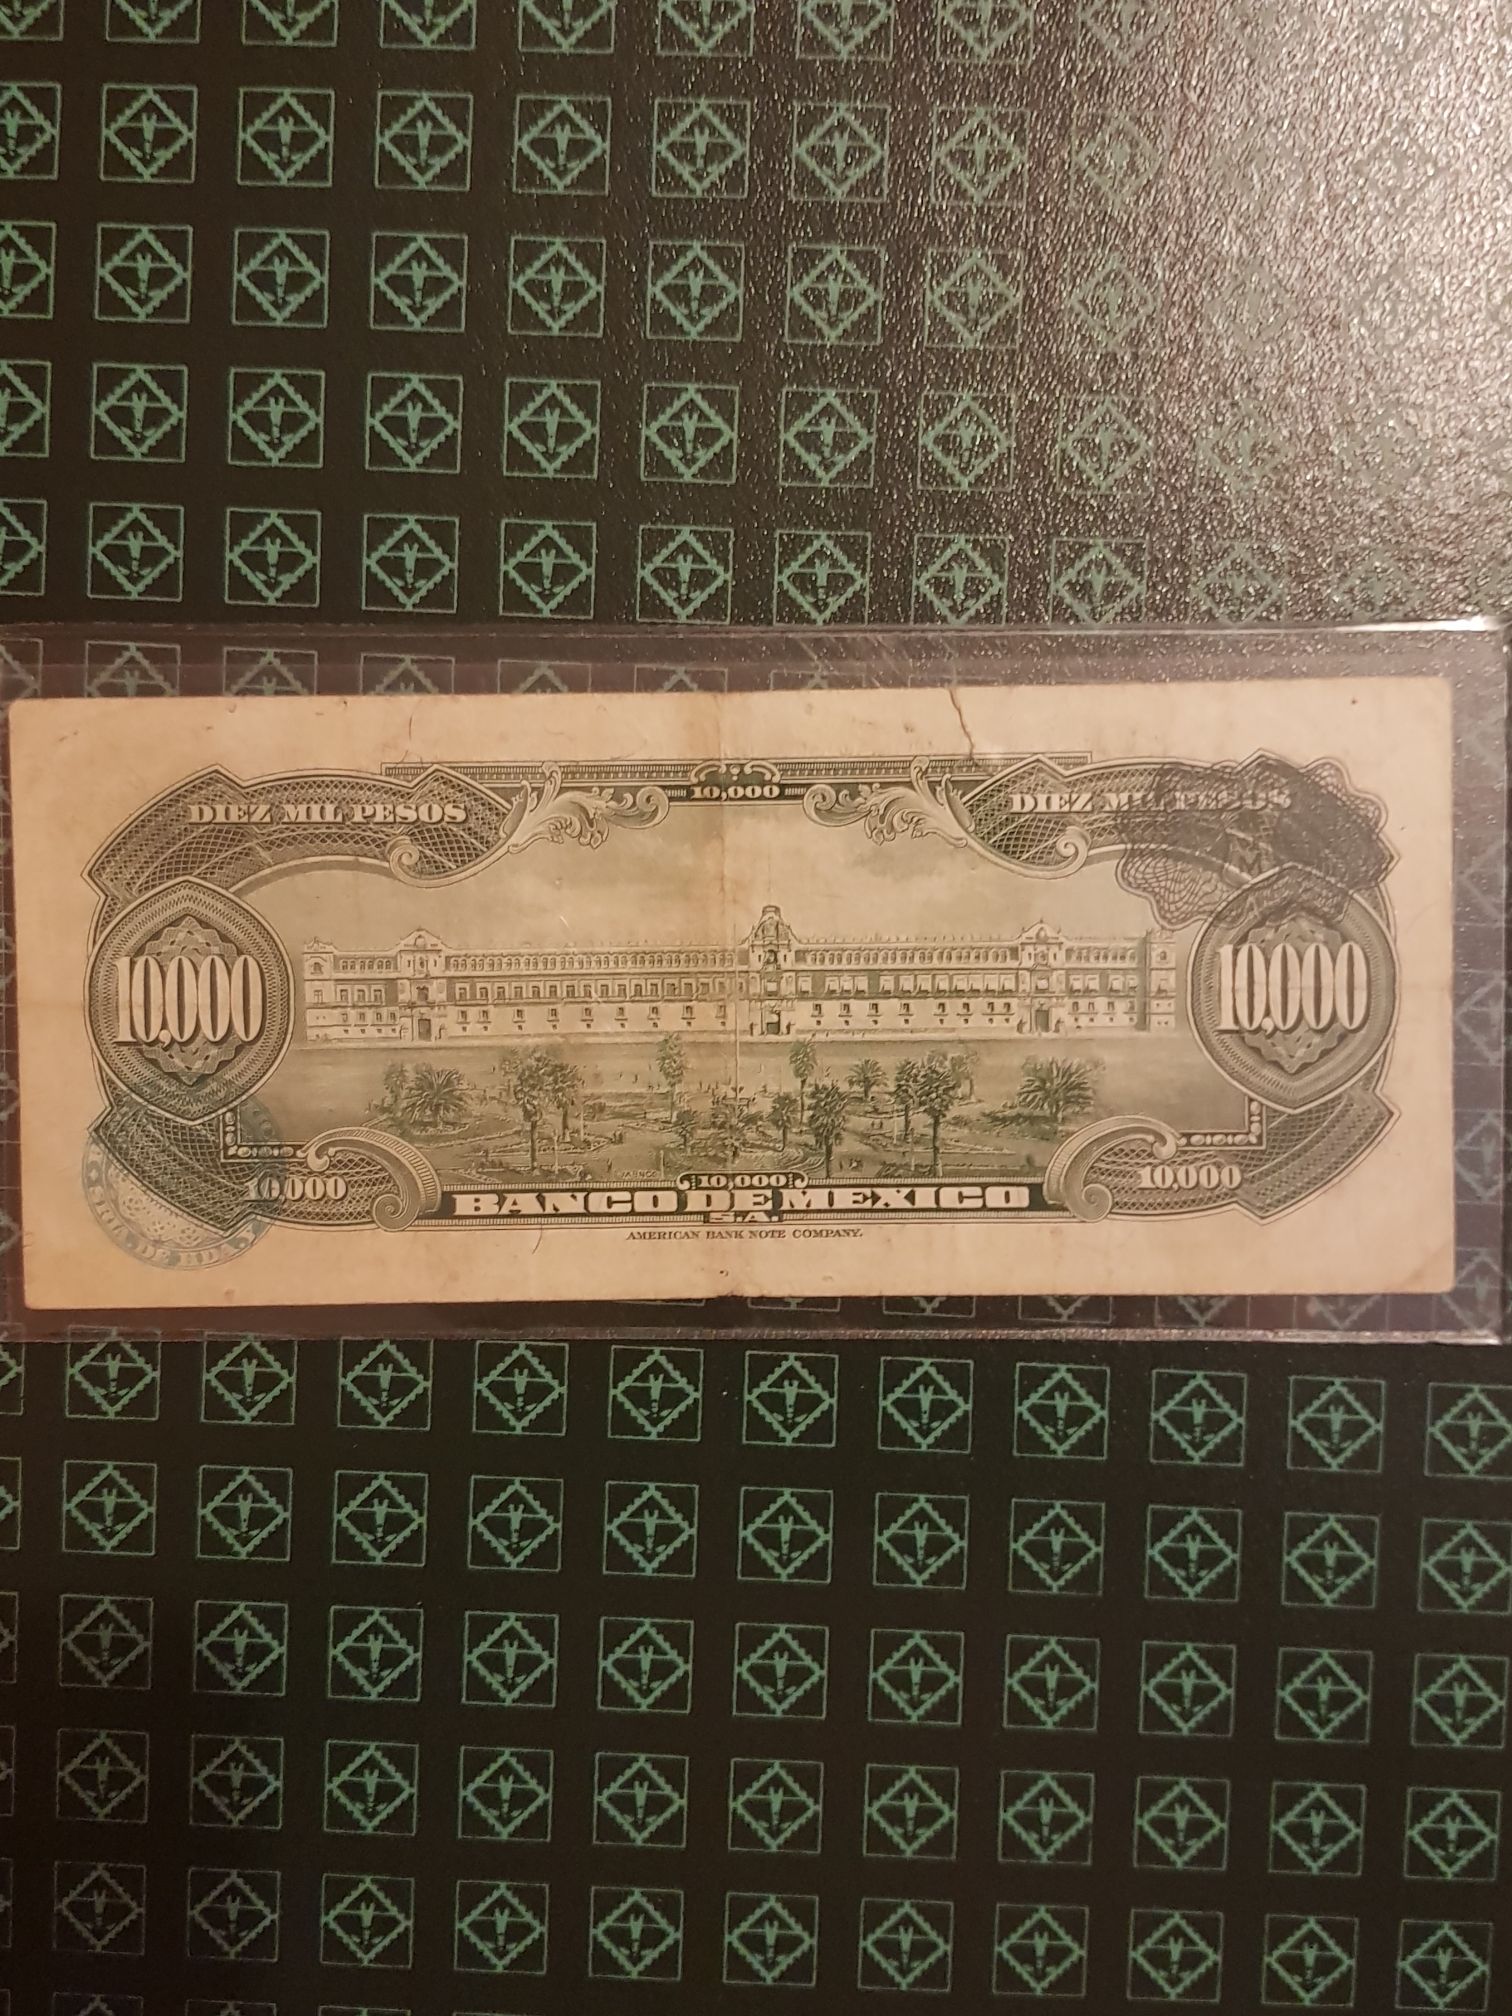 DIEZ MIL PESOS
10,000
DIEZ MIL PESOS
M
10,000
10,000
10,000
10,000
10,000
BANCO DE MEXICO
S.A.
AMERICAN BANK NOTE COMPANY.